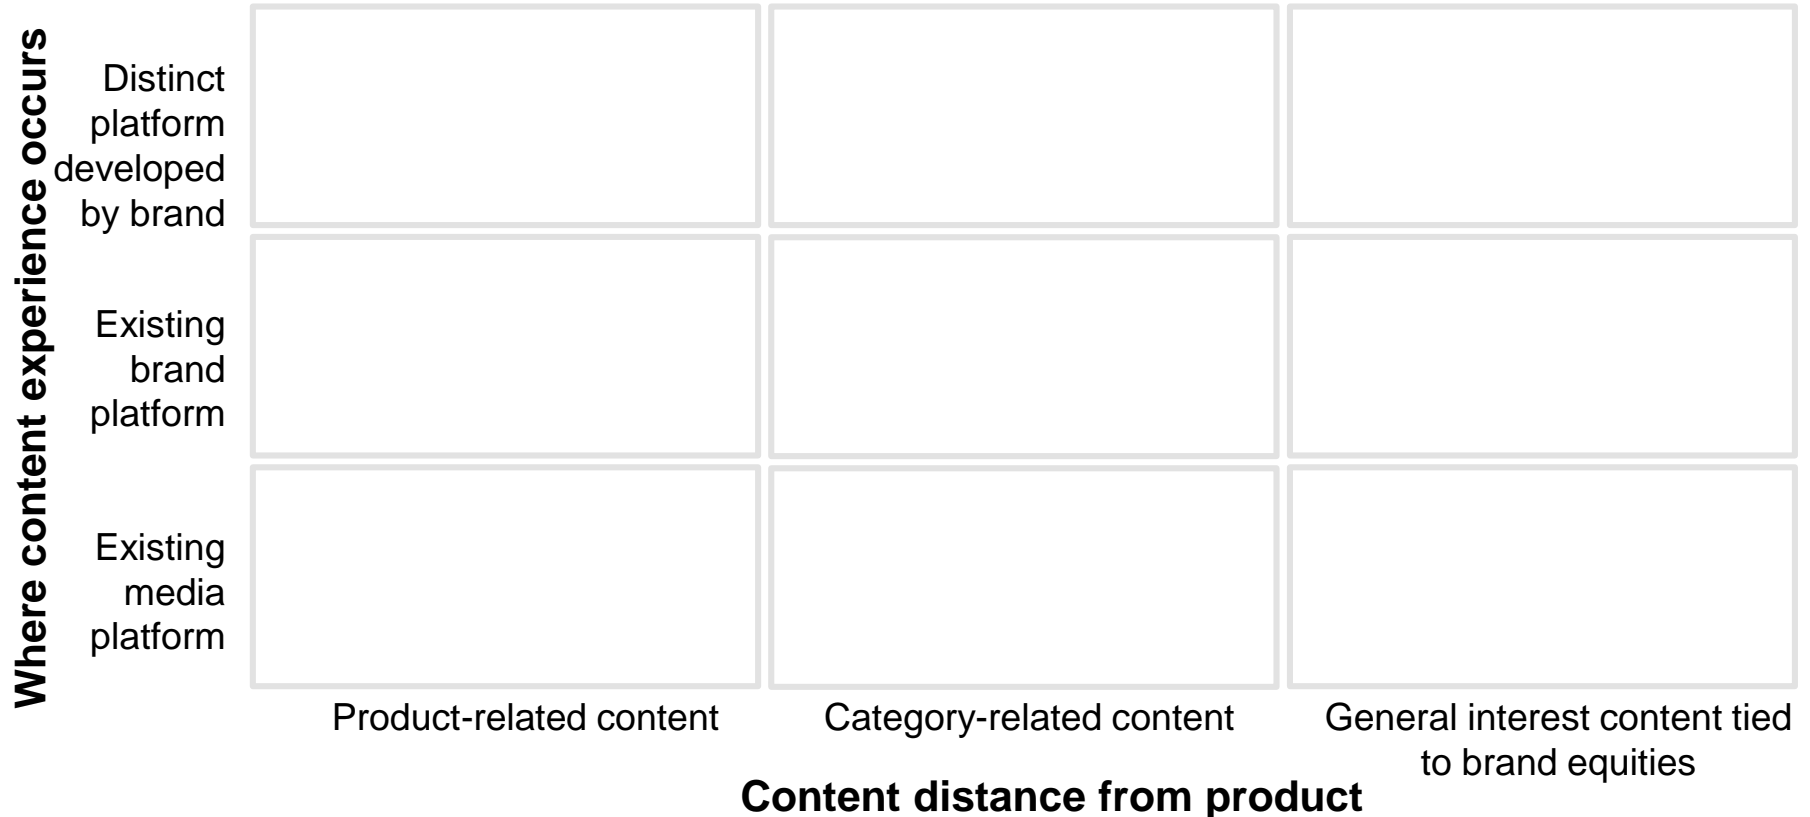 Where content experience occurs
Distinct
platform
developed
by brand
Existing
brand
platform
Existing
media
platform
Product-related content
Category-related content
General interest content tied
to brand equities
Content distance from product